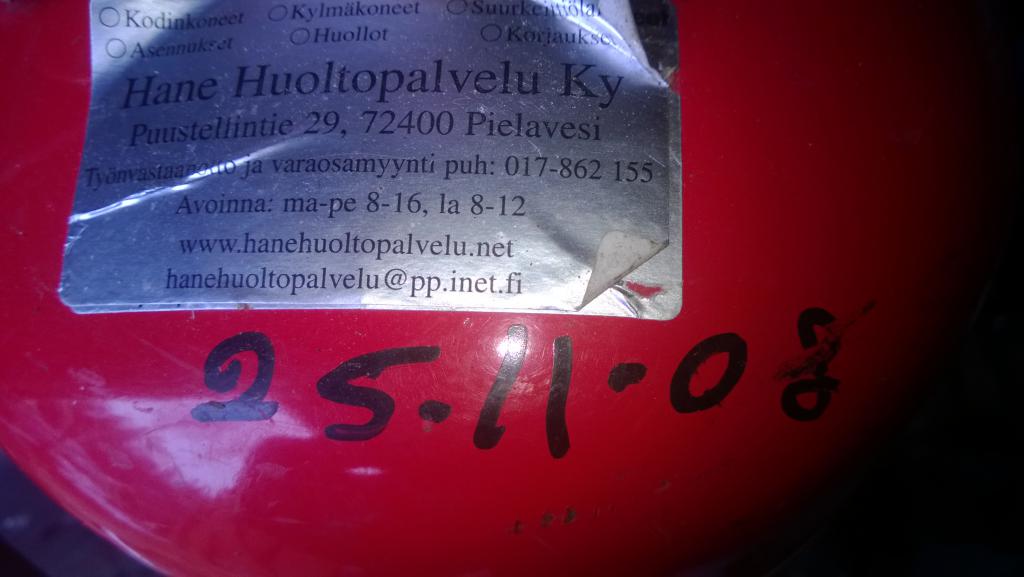 Kodinkoneet Kylmäkoneet
Asennukset Huollot Korjaukse
Hane Huoltopalvelu Ky
Puustellintie 29, 72400 Pielavesi
Työnvastaanotto ja varaosamyynti puh: 017-862 155
Avoinna: ma-pe 8-16, la 8-12
www.hanehuoltopalvelu.net
hanehuoltopalvelu@pp.inet.fi
25.11.08